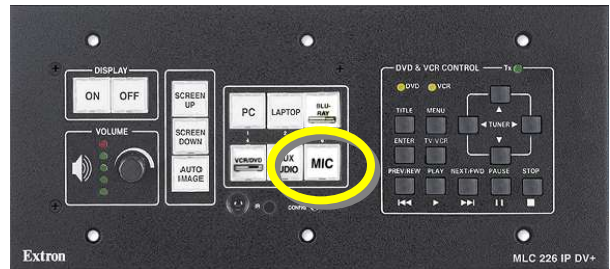 DISPLAY
ON OFF
VOLUME
SCREEN UP
SCREEN DOWN
AUTO IMAGE
PC LAPTOP BLU-RAY
VCR/DVD
MIC
IR CONFIG
DVD & VCR CONTROL Tx
DVD VCR
TITLE MENU
TUNER
ENTER TV/VCR
PREV/REW PLAY NEXT/FWD PAUSE STOP
Extron
MLC 226 IP DV+